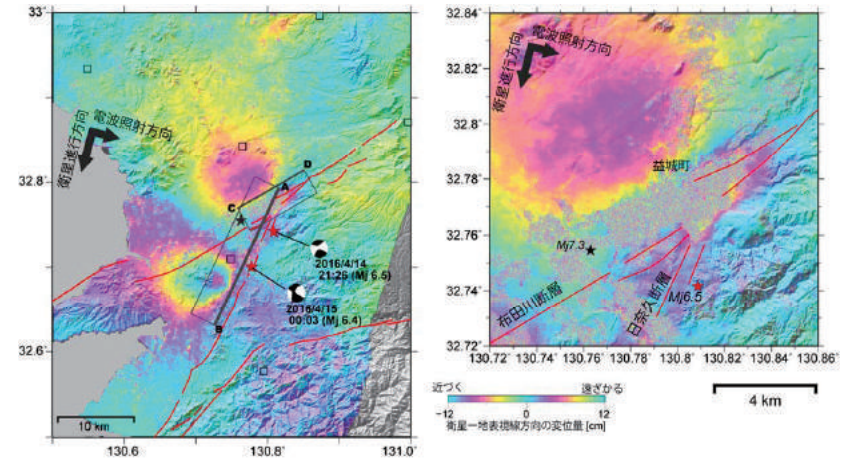 33°
32.8
32.6
130.6
130.8
131.0
衛星進行方向
電波照射方向
D
A
C
B
2016/4/14
21:26 (Mj 6.5)
2016/4/15
00:03 (Mj 6.4)
10 km
32.84
32.82
32.8
32.78
32.76
32.74
32.72
130.72
130.74
130.76
130.78
130.8
130.82
130.84
130.86
衛星進行方向
電波照射方向
益城町
Mj7.3
Mj6.5
布田川断層
日奈久断層
近づく
遠ざかる
−12
0
12
衛星ー地表視線方向の変位量 [cm]
4 km